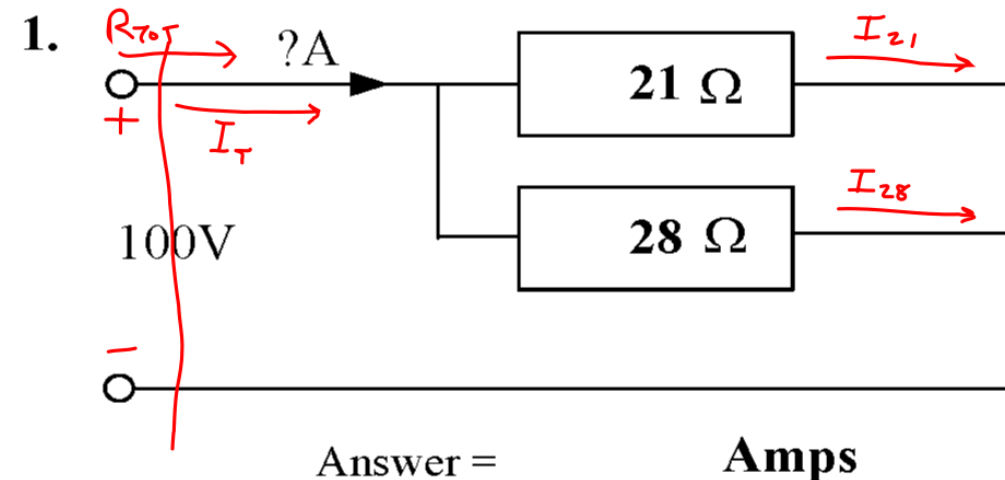 1. R_TOT ?A I_21
21 Ω
+ I_T
I_28
100V 28 Ω
−
Answer = Amps